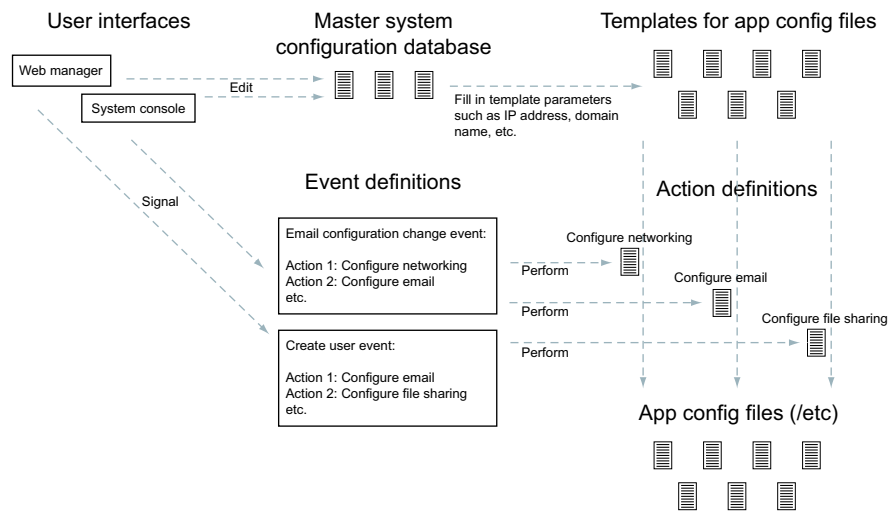 User interfaces
Master system
configuration database
Templates for app config files
Web manager
System console
Edit
Fill in template parameters
such as IP address, domain
name, etc.
Signal
Event definitions
Action definitions
Email configuration change event:
Action 1: Configure networking
Action 2: Configure email
etc.
Perform
Configure networking
Perform
Configure email
Create user event:
Action 1: Configure email
Action 2: Configure file sharing
etc.
Perform
Configure file sharing
App config files (/etc)